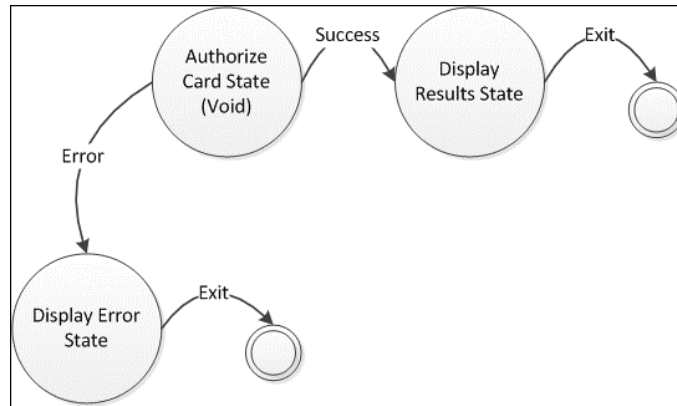 Authorize
Card State
(Void)
Success
Display
Results State
Exit
Error
Display Error
State
Exit